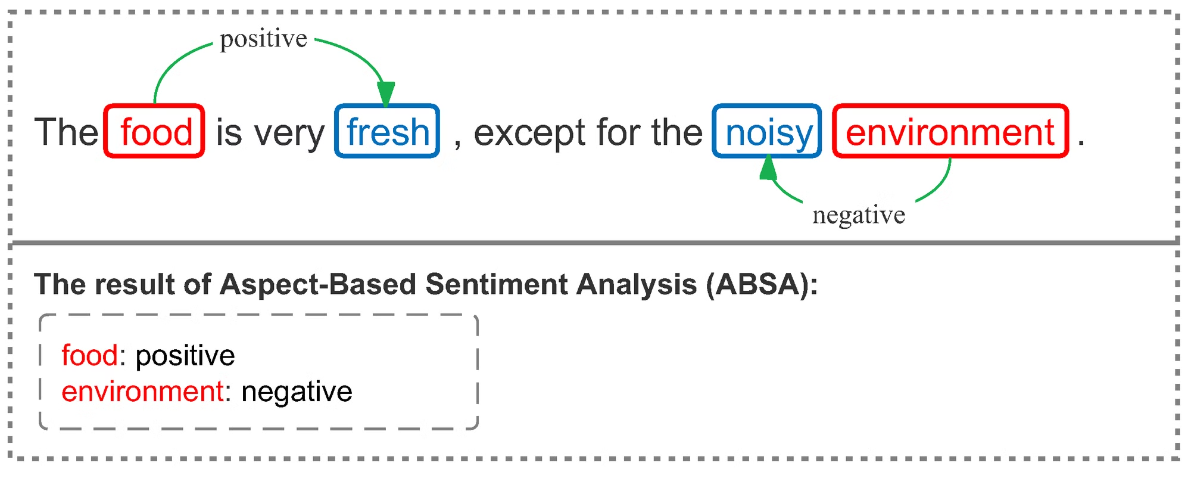 positive
The food is very fresh , except for the noisy environment .
negative
The result of Aspect-Based Sentiment Analysis (ABSA):
food: positive
environment: negative